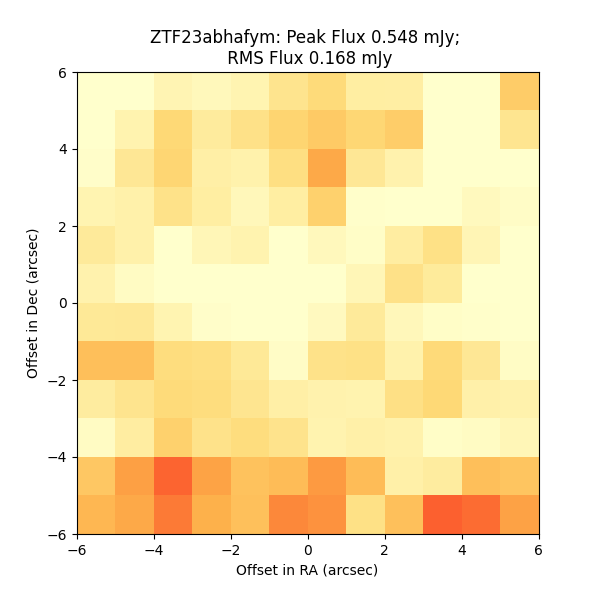 ZTF23abhafym: Peak Flux 0.548 mJy;
RMS Flux 0.168 mJy
6
4
2
0
−2
−4
−6
Offset in Dec (arcsec)
−6 −4 −2 0 2 4 6
Offset in RA (arcsec)